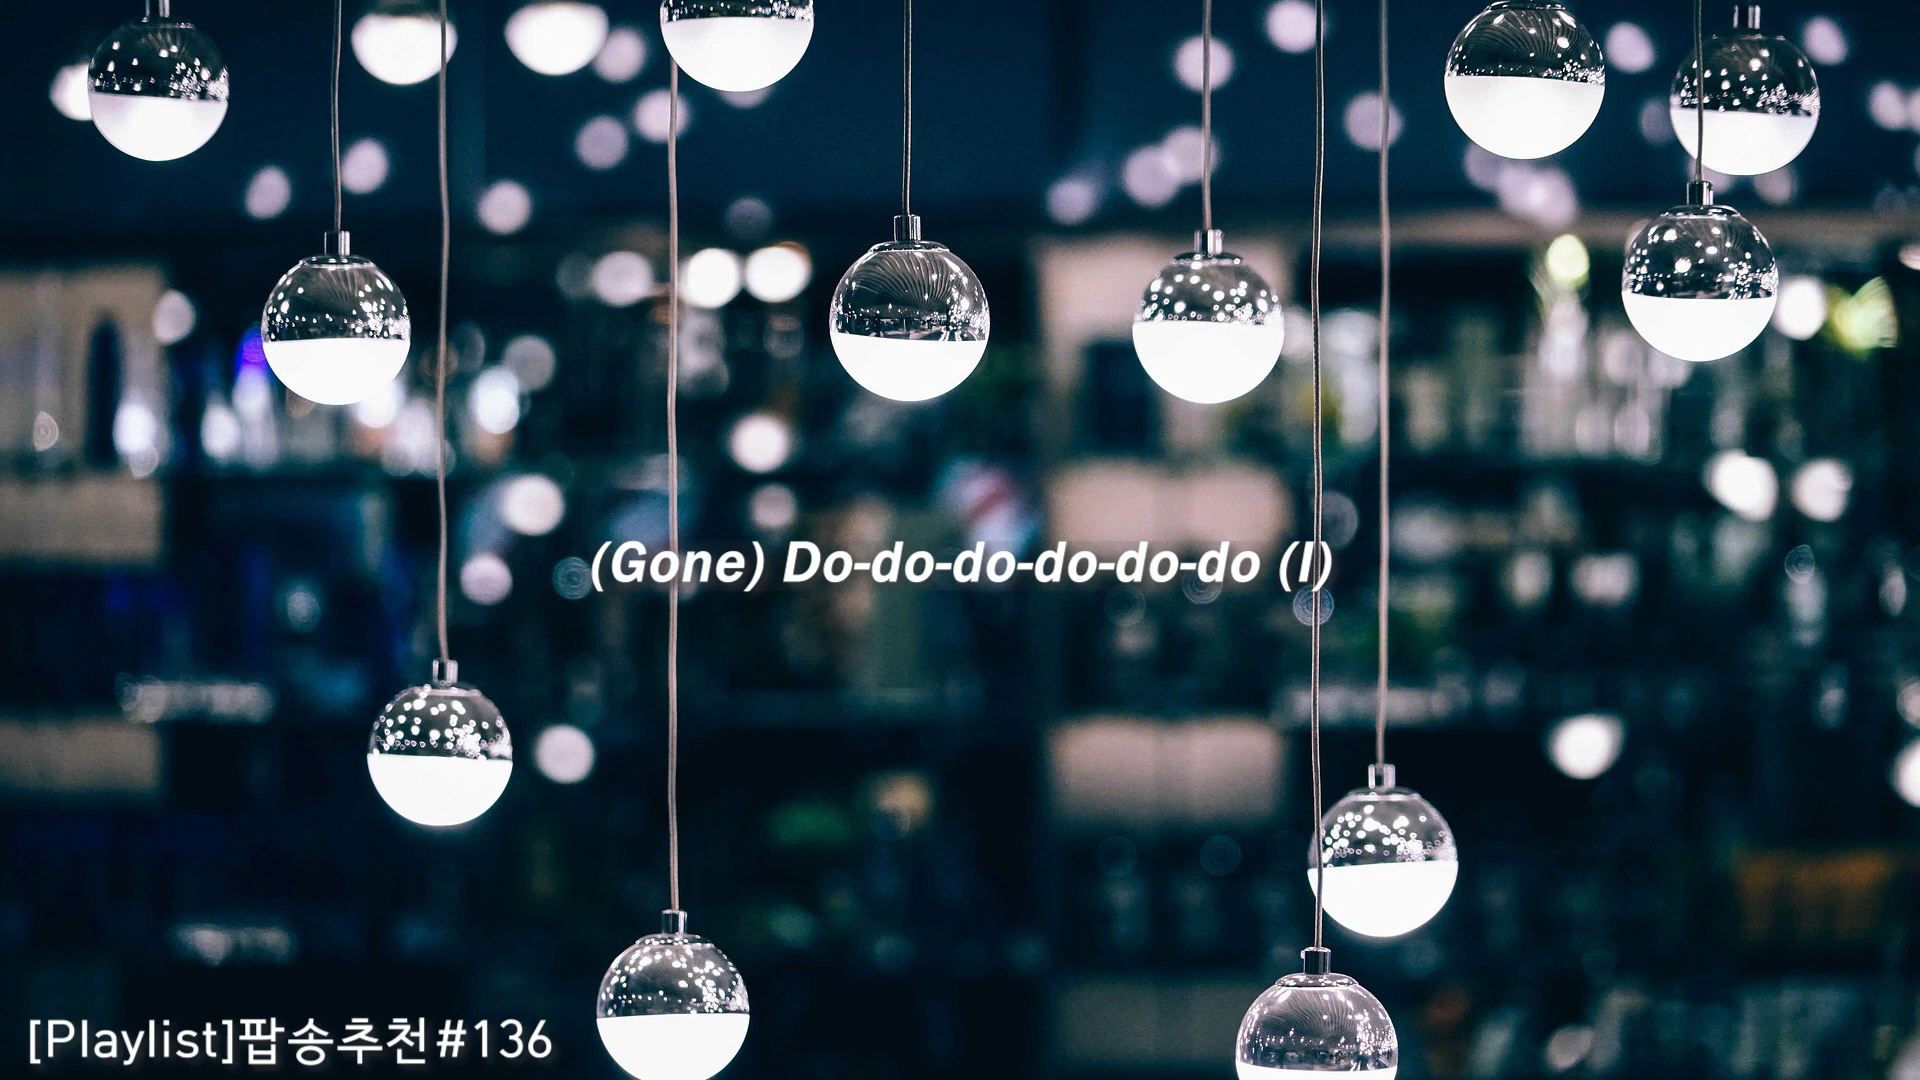 (Gone) Do-do-do-do-do-do (I)
[Playlist]팝송추천#136